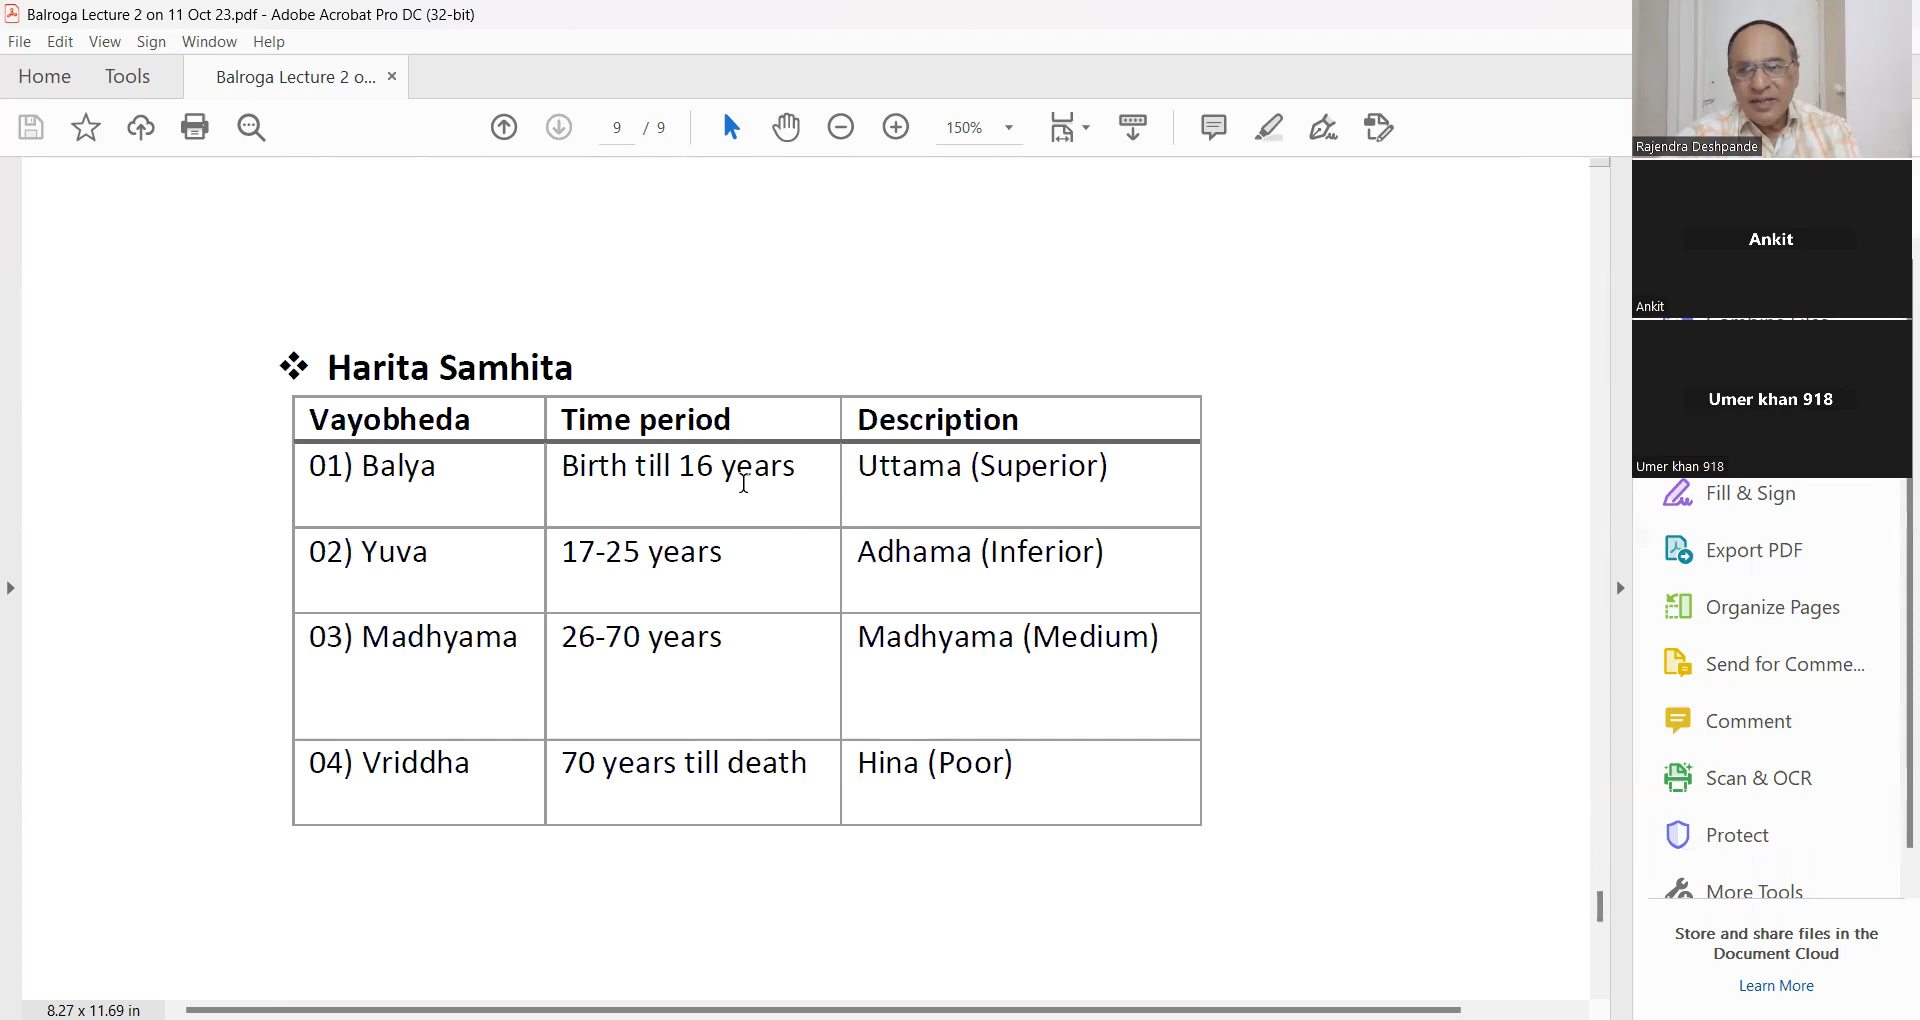 Balroga Lecture 2 on 11 Oct 23.pdf - Adobe Acrobat Pro DC (32-bit)
File Edit View Sign Window Help
Home Tools Balroga Lecture 2 o... ×
9 / 9 150%
❖ Harita Samhita
Vayobheda Time period Description
01) Balya Birth till 16 years Uttama (Superior)
02) Yuva 17-25 years Adhama (Inferior)
03) Madhyama 26-70 years Madhyama (Medium)
04) Vriddha 70 years till death Hina (Poor)
8.27 x 11.69 in
Rajendra Deshpande
Ankit
Ankit
Umer khan 918
Umer khan 918
Fill & Sign
Export PDF
Organize Pages
Send for Comme...
Comment
Scan & OCR
Protect
More Tools
Store and share files in the
Document Cloud
Learn More